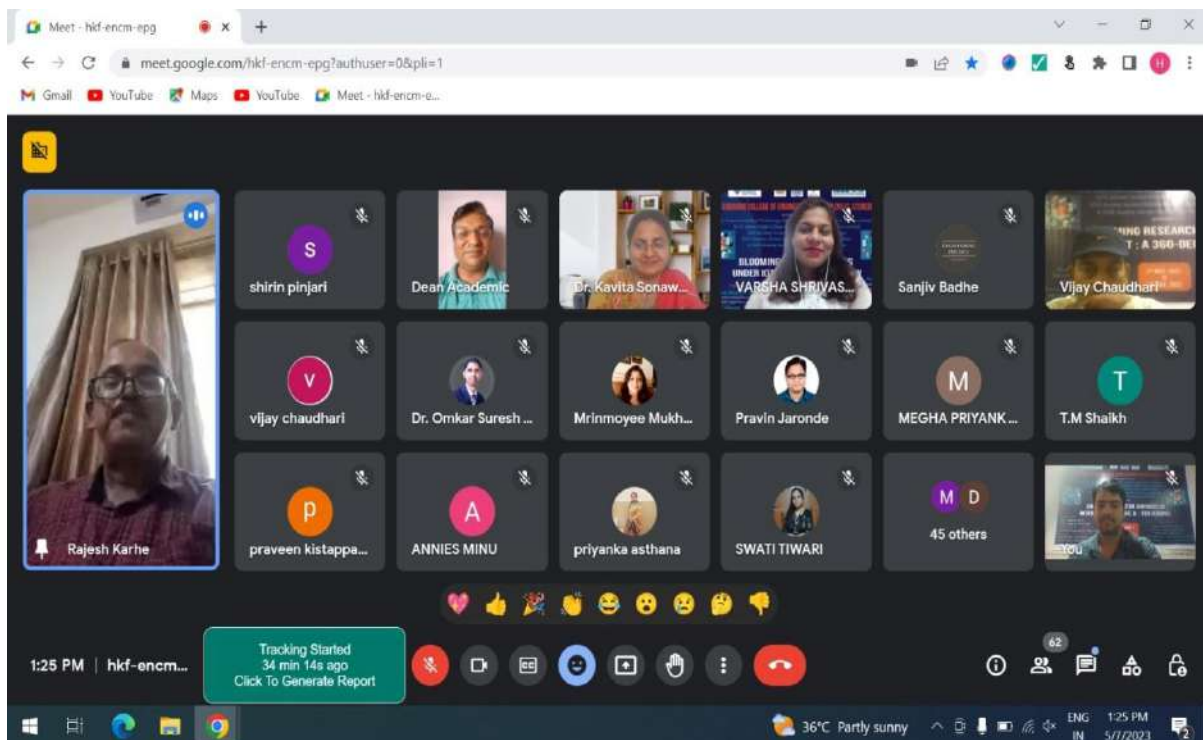 Meet - hkf-encm-epg
meet.google.com/hkf-encm-epg?authuser=0&pli=1
H
Gmail YouTube Maps YouTube Meet - hkf-encm-e...
S
shirin pinjari
Dean Academic
Dr. Kavita Sonaw...
VARSHA SHRIVAS...
Sanjiv Badhe
Vijay Chaudhari
V
vijay chaudhari
Dr. Omkar Suresh ...
Mrinmoyee Mukh...
Pravin Jaronde
M
MEGHA PRIYANK...
T
T.M Shaikh
Rajesh Karhe
p
praveen kistappa...
A
ANNIES MINU
priyanka asthana
SWATI TIWARI
M D
45 others
You
1:25 PM | hkf-encm...
Tracking Started
34 min 14s ago
Click To Generate Report
62
36°C Partly sunny
ENG
IN
1:25 PM
5/7/2023
2